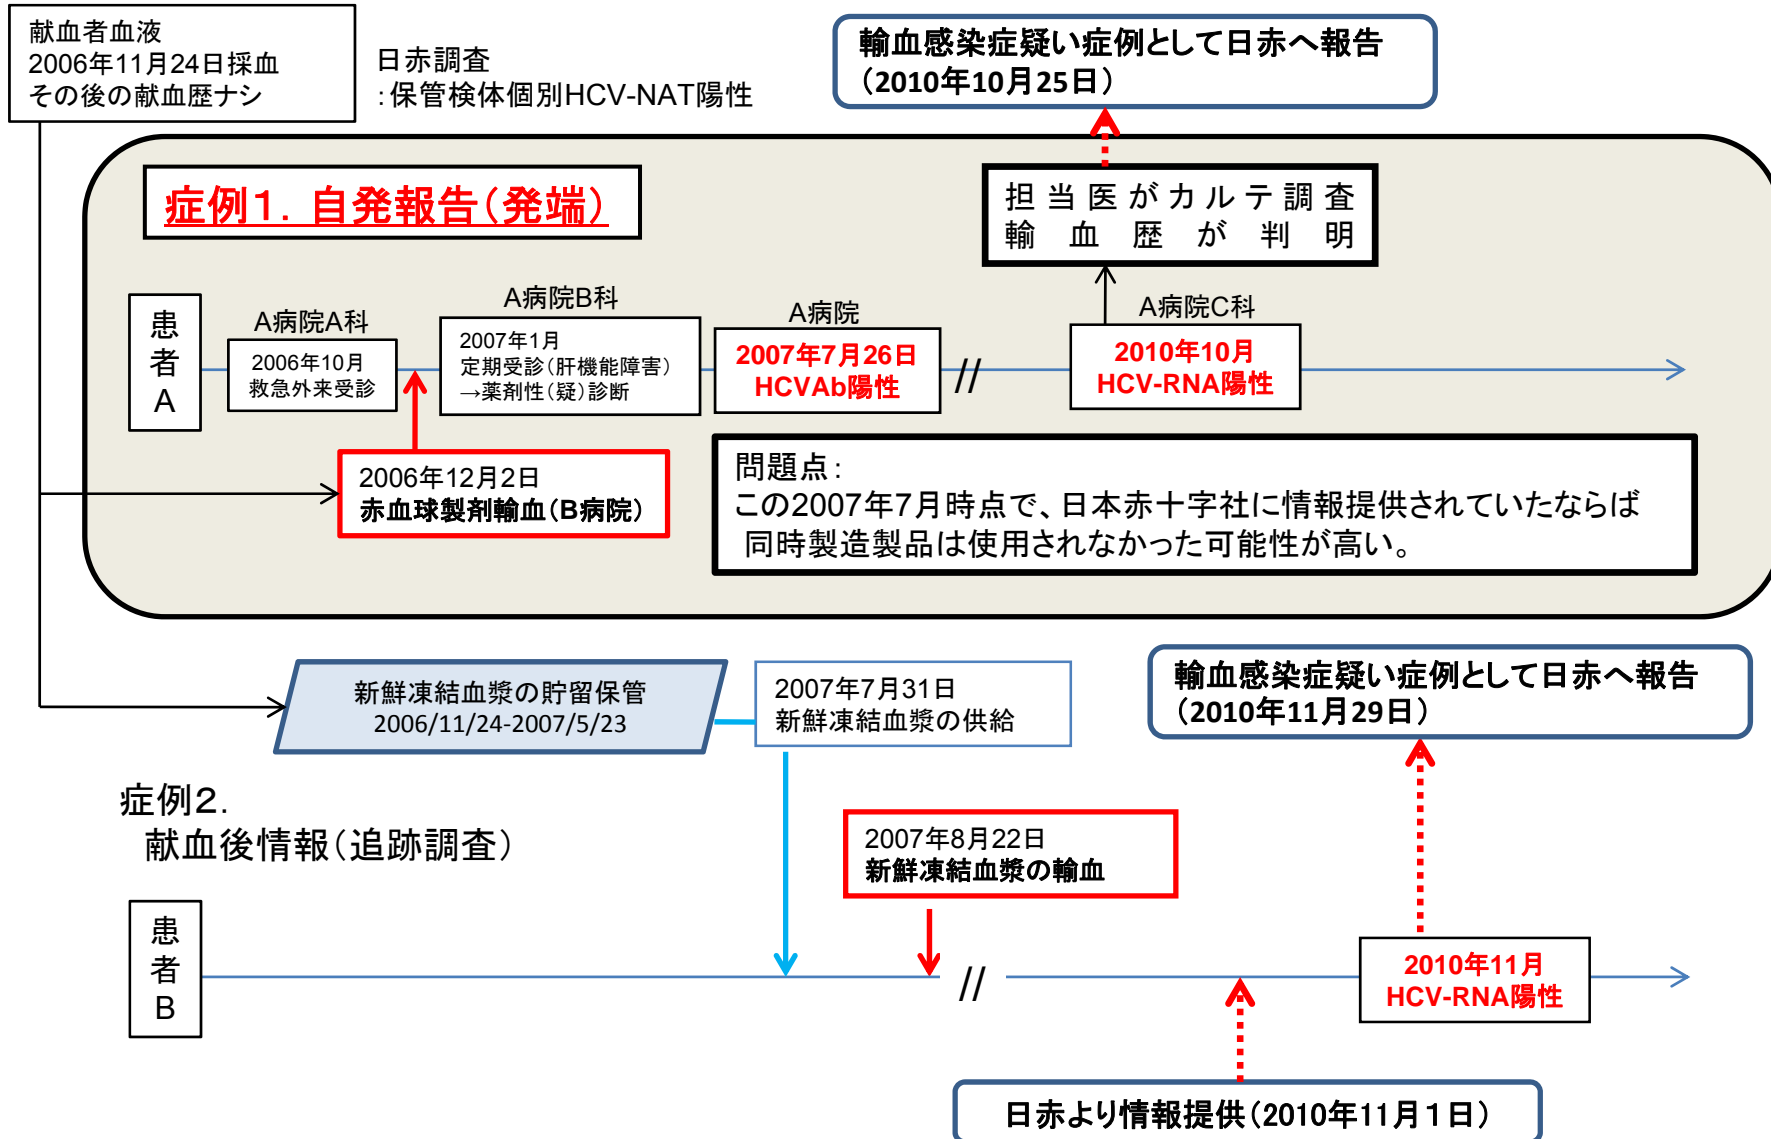 献血者血液
2006年11月24日採血
その後の献血歴ナシ
日赤調査
：保管検体個別HCV-NAT陽性
輸血感染症疑い症例として日赤へ報告
（2010年10月25日）
症例1．自発報告（発端）
担当医がカルテ調査
輸血歴が判明
患者A
A病院A科
2006年10月
救急外来受診
A病院B科
2007年1月
定期受診（肝機能障害）
→薬剤性（疑）診断
A病院
2007年7月26日
HCVAb陽性
//
A病院C科
2010年10月
HCV-RNA陽性
2006年12月2日
赤血球製剤輸血（B病院）
問題点：
この2007年7月時点で、日本赤十字社に情報提供されていたならば
同時製造製品は使用されなかった可能性が高い。
新鮮凍結血漿の貯留保管
2006/11/24-2007/5/23
2007年7月31日
新鮮凍結血漿の供給
輸血感染症疑い症例として日赤へ報告
（2010年11月29日）
症例2．
献血後情報（追跡調査）
2007年8月22日
新鮮凍結血漿の輸血
患者B
//
2010年11月
HCV-RNA陽性
日赤より情報提供（2010年11月１日）